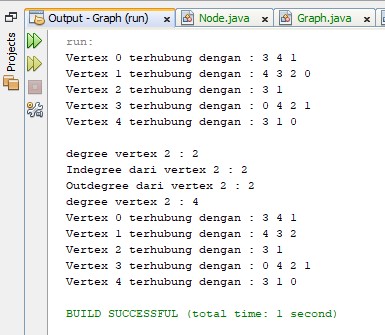 Output - Graph (run)
Node.java
Graph.java
Projects
run:
Vertex 0 terhubung dengan : 3 4 1
Vertex 1 terhubung dengan : 4 3 2 0
Vertex 2 terhubung dengan : 3 1
Vertex 3 terhubung dengan : 0 4 2 1
Vertex 4 terhubung dengan : 3 1 0
degree vertex 2 : 2
Indegree dari vertex 2 : 2
Outdegree dari vertex 2 : 2
degree vertex 2 : 4
Vertex 0 terhubung dengan : 3 4 1
Vertex 1 terhubung dengan : 4 3 2
Vertex 2 terhubung dengan : 3 1
Vertex 3 terhubung dengan : 0 4 2 1
Vertex 4 terhubung dengan : 3 1 0
BUILD SUCCESSFUL (total time: 1 second)